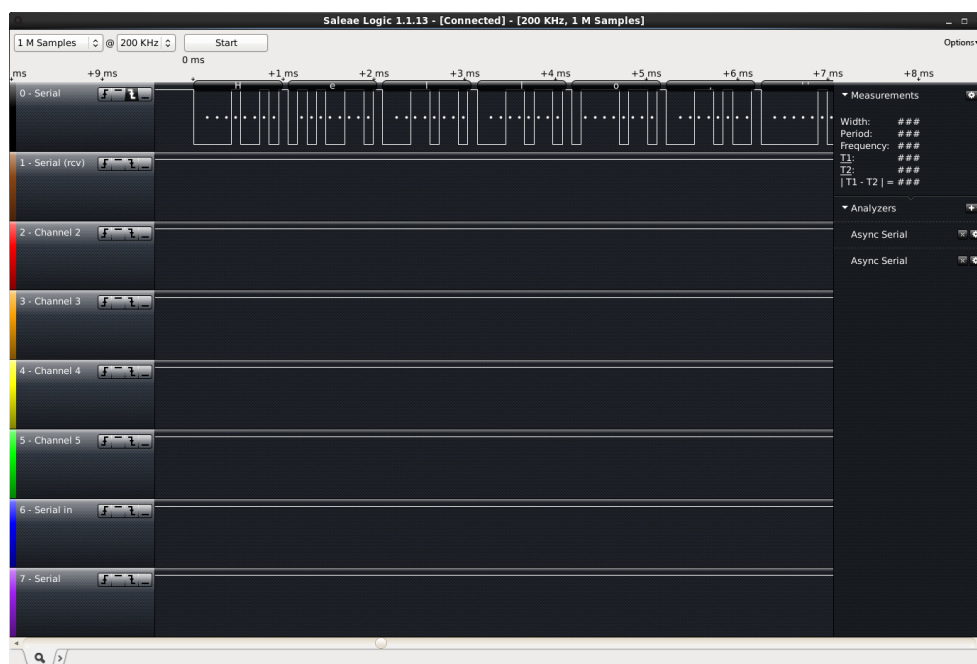 Saleae Logic 1.1.13 - [Connected] - [200 KHz, 1 M Samples]
1 M Samples @ 200 KHz Start Options
0 ms
ms +9 ms +1 ms +2 ms +3 ms +4 ms +5 ms +6 ms +7 ms +8 ms
H e l l o ,
0 - Serial
1 - Serial (rcv)
2 - Channel 2
3 - Channel 3
4 - Channel 4
5 - Channel 5
6 - Serial in
7 - Serial
Measurements
Width: ###
Period: ###
Frequency: ###
T1: ###
T2: ###
| T1 - T2 | = ###
Analyzers
Async Serial
Async Serial